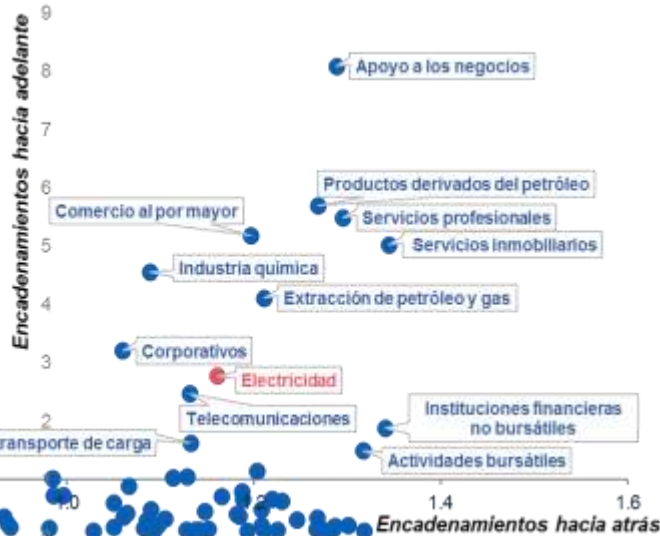 Encadenamientos hacia adelante
9
8
Apoyo a los negocios
7
6
Productos derivados del petróleo
Comercio al por mayor
Servicios profesionales
5
Servicios inmobiliarios
Industria química
Extracción de petróleo y gas
4
3
Corporativos
Electricidad
2
Telecomunicaciones
Instituciones financieras
no bursátiles
ransporte de carga
Actividades bursátiles
1.0
1.2
1.4
1.6
Encadenamientos hacia atrás